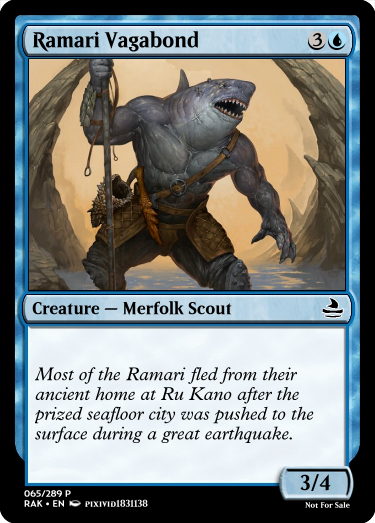 Ramari Vagabond 3
Creature — Merfolk Scout
Most of the Ramari fled from their
ancient home at Ru Kano after the
prized seafloor city was pushed to the
surface during a great earthquake.
3/4
065/289 P
RAK • EN PIXIVID1831138
Not For Sale